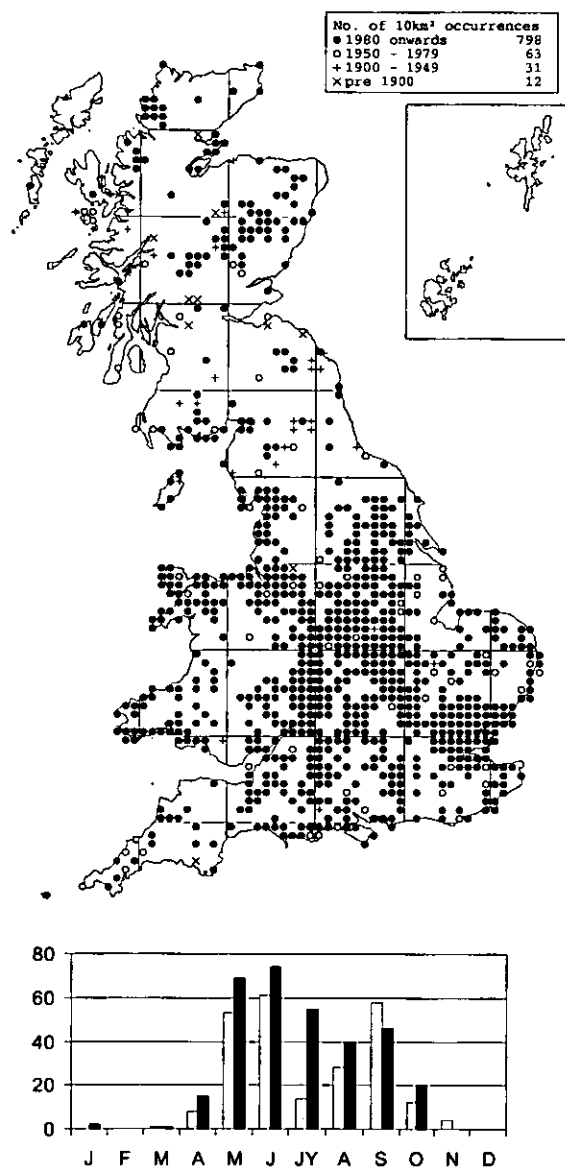 No. of 10km² occurrences
● 1980 onwards 798
○ 1950 - 1979 63
+ 1900 - 1949 31
× pre 1900 12
80
60
40
20
0
J F M A M J JY A S O N D